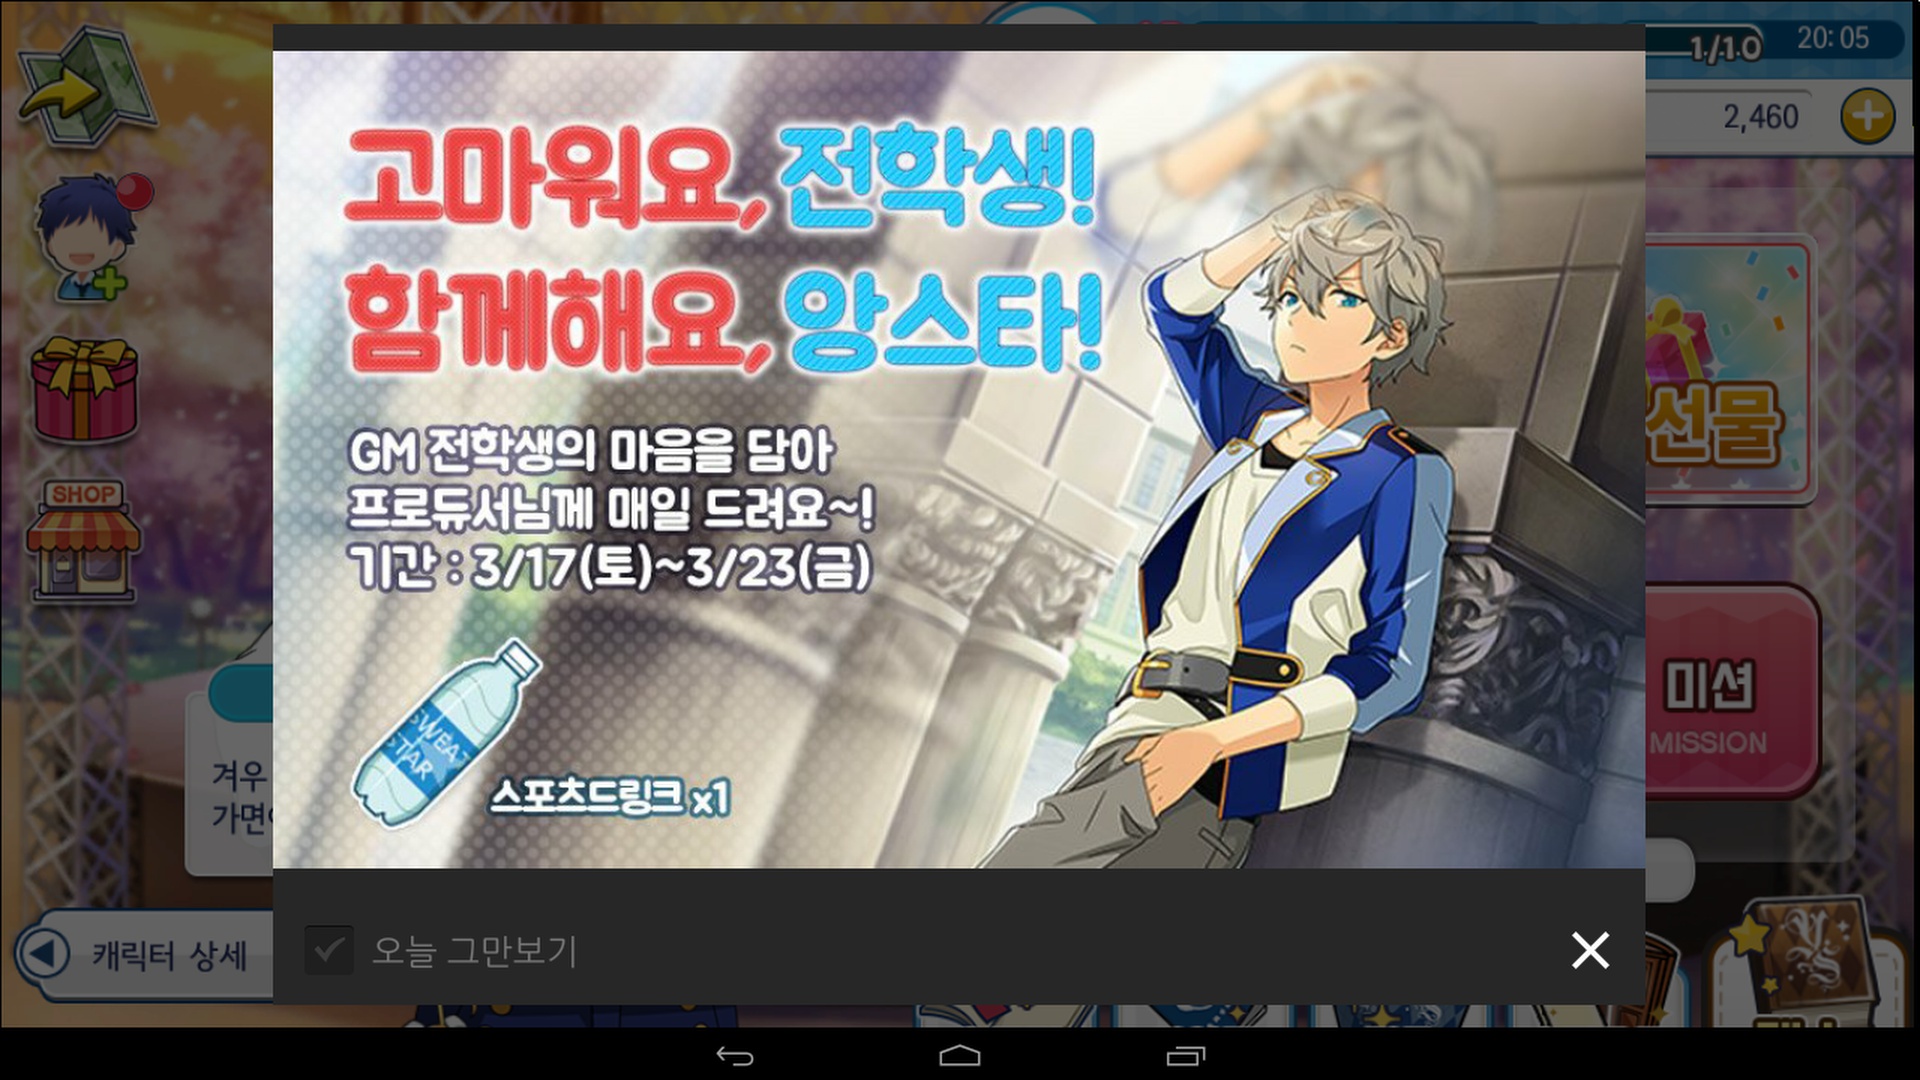 1/10
20:05
2,460
고마워요, 전학생!
함께해요, 앙스타!
GM 전학생의 마음을 담아
프로듀서님께 매일 드려요~!
기간 : 3/17(토)~3/23(금)
SWEAT
STAR
스포츠드링크 x1
SHOP
선물
미션
MISSION
겨우
캐릭터 상세
오늘 그만보기